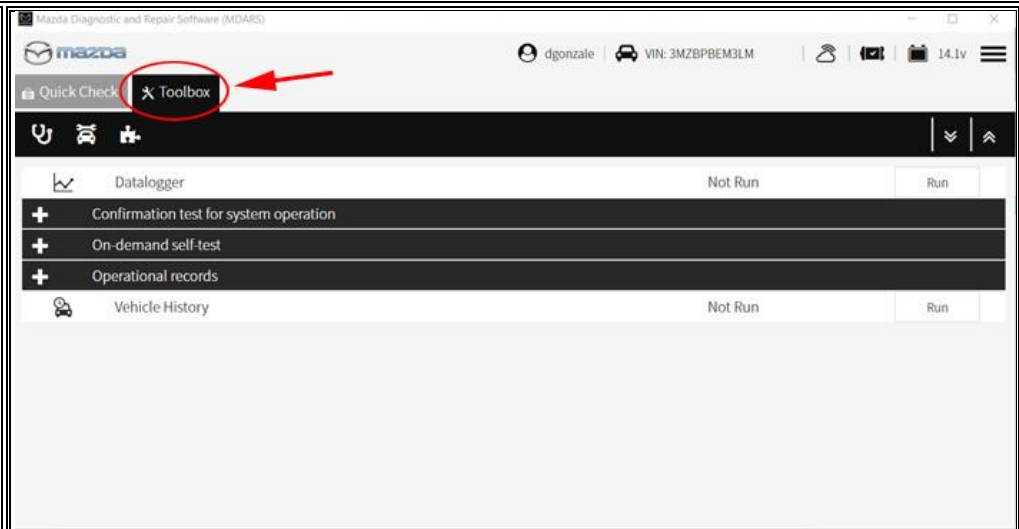 Mazda Diagnostic and Repair Software (MDARS)
mazda dgonzale VIN: 3MZBPBEM3LM 14.1v
Quick Check Toolbox
Datalogger Not Run Run
Confirmation test for system operation
On-demand self-test
Operational records
Vehicle History Not Run Run